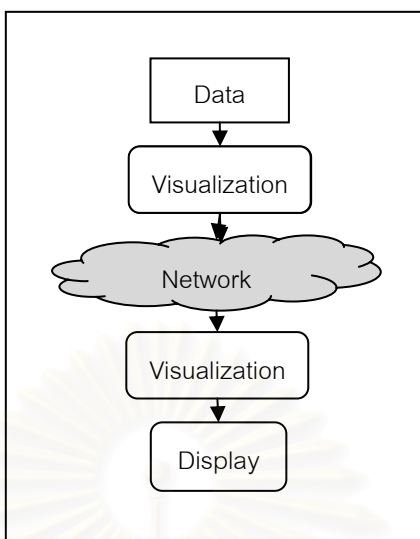 Data
Visualization
Network
Visualization
Display